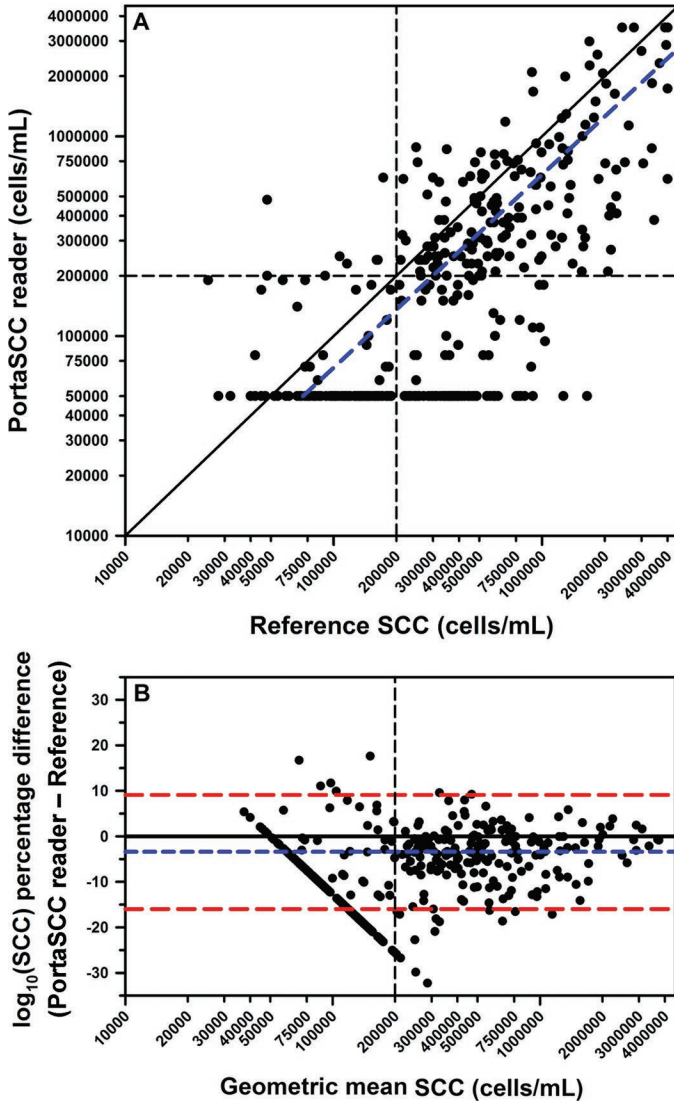 A
PortaSCC reader (cells/mL)
4000000
3000000
2000000
1000000
750000
500000
400000
300000
200000
100000
75000
50000
40000
30000
20000
10000
10000 20000 300000 40000 50000 75000 100000 200000 300000 400000 500000 750000 1000000 2000000 3000000 4000000
Reference SCC (cells/mL)
B
log₁₀(SCC) percentage difference
(PortaSCC reader – Reference)
30
20
10
0
-10
-20
-30
10000 20000 300000 40000 50000 75000 100000 200000 300000 400000 500000 750000 1000000 2000000 3000000 4000000
Geometric mean SCC (cells/mL)